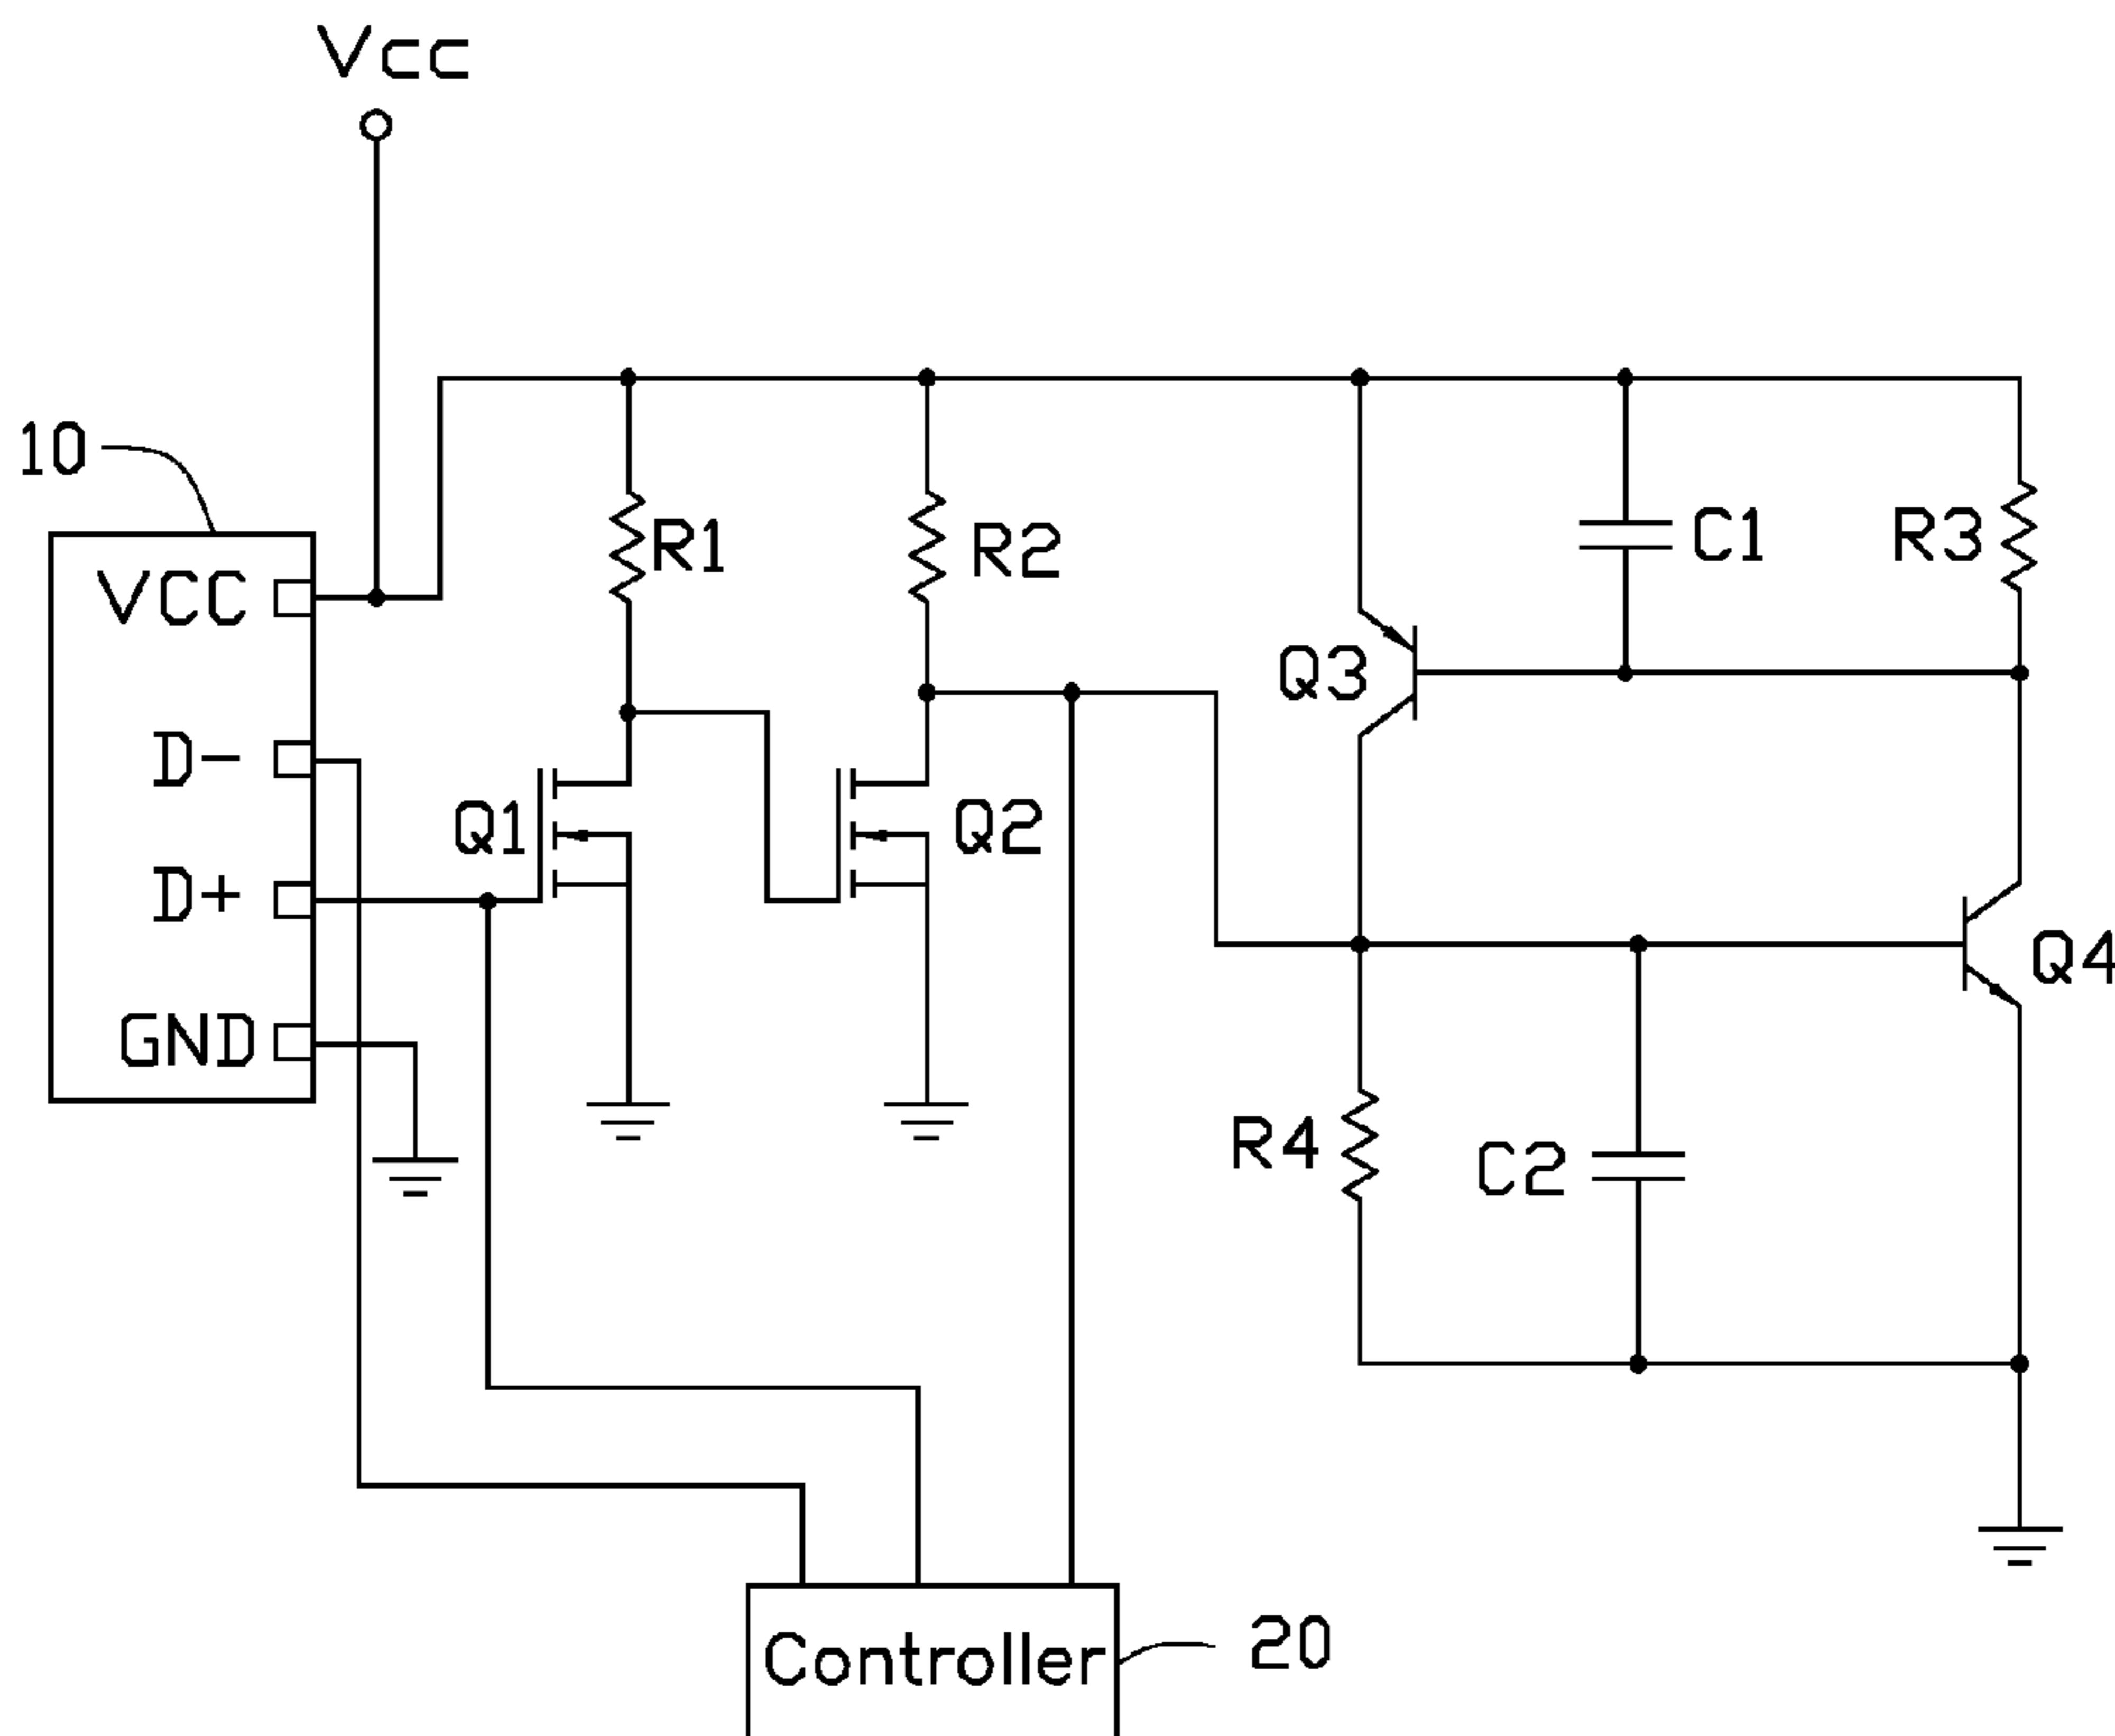 Vcc
10
VCC
R1
R2
C1
R3
Q3
D-
Q1
Q2
D+
Q4
GND
R4
C2
Controller
20